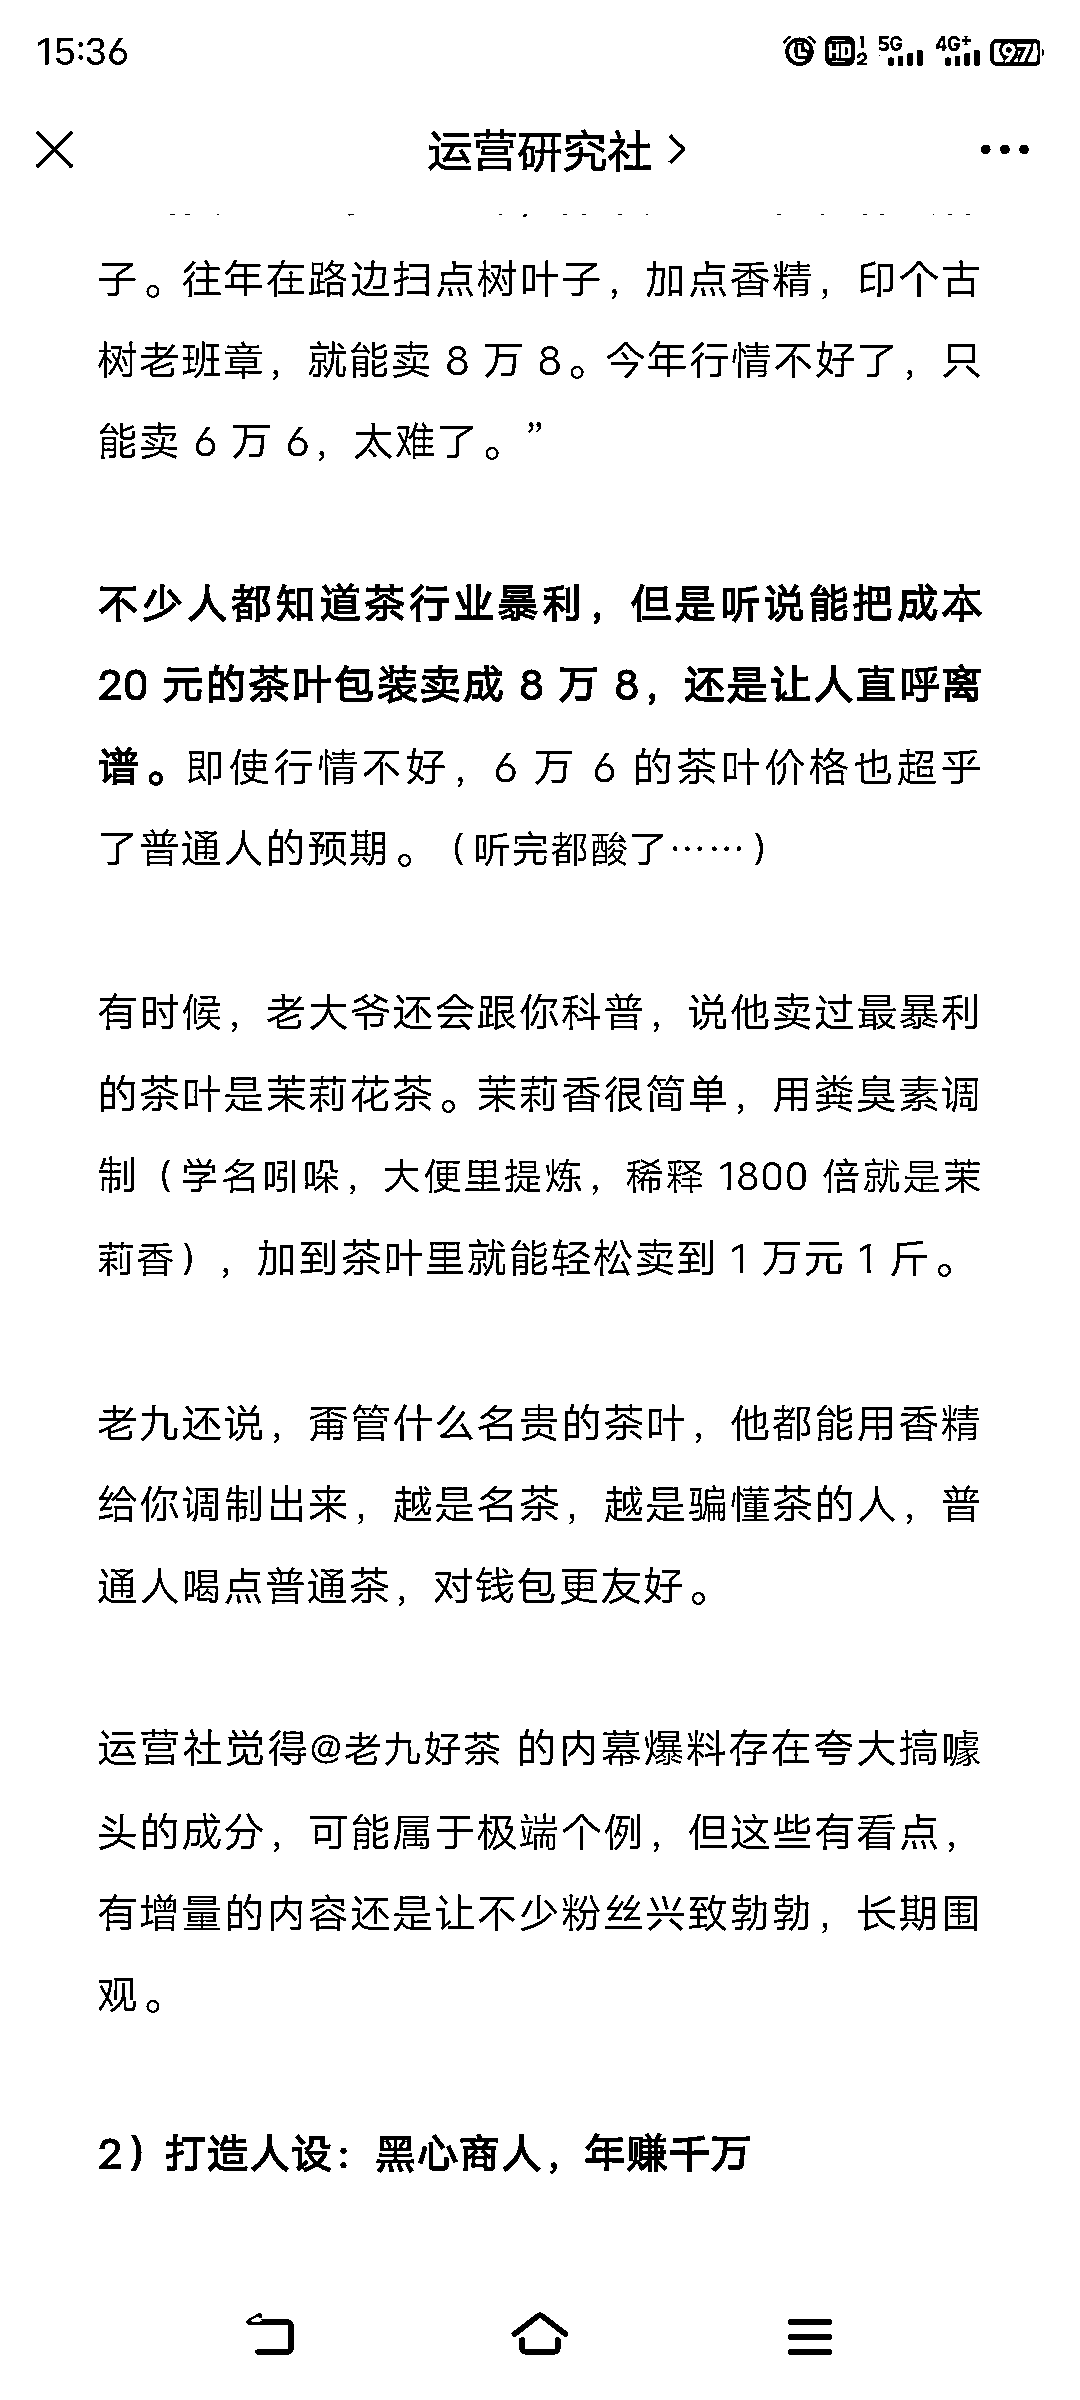 15:36
HD 1 2 5G 4G+ 97
运营研究社
子。往年在路边扫点树叶子，加点香精，印个古
树老班章，就能卖 8 万 8。今年行情不好了，只
能卖 6 万 6，太难了。”
不少人都知道茶行业暴利，但是听说能把成本
20 元的茶叶包装卖成 8 万 8，还是让人直呼离
谱。即使行情不好，6 万 6 的茶叶价格也超乎
了普通人的预期。（听完都酸了……）
有时候，老大爷还会跟你科普，说他卖过最暴利
的茶叶是茉莉花茶。茉莉香很简单，用粪臭素调
制（学名吲哚，大便里提炼，稀释 1800 倍就是茉
莉香），加到茶叶里就能轻松卖到 1 万元 1 斤。
老九还说，甭管什么名贵的茶叶，他都能用香精
给你调制出来，越是名茶，越是骗懂茶的人，普
通人喝点普通茶，对钱包更友好。
运营社觉得@老九好茶 的内幕爆料存在夸大搞噱
头的成分，可能属于极端个例，但这些有看点，
有增量的内容还是让不少粉丝兴致勃勃，长期围
观。
2）打造人设：黑心商人，年赚千万